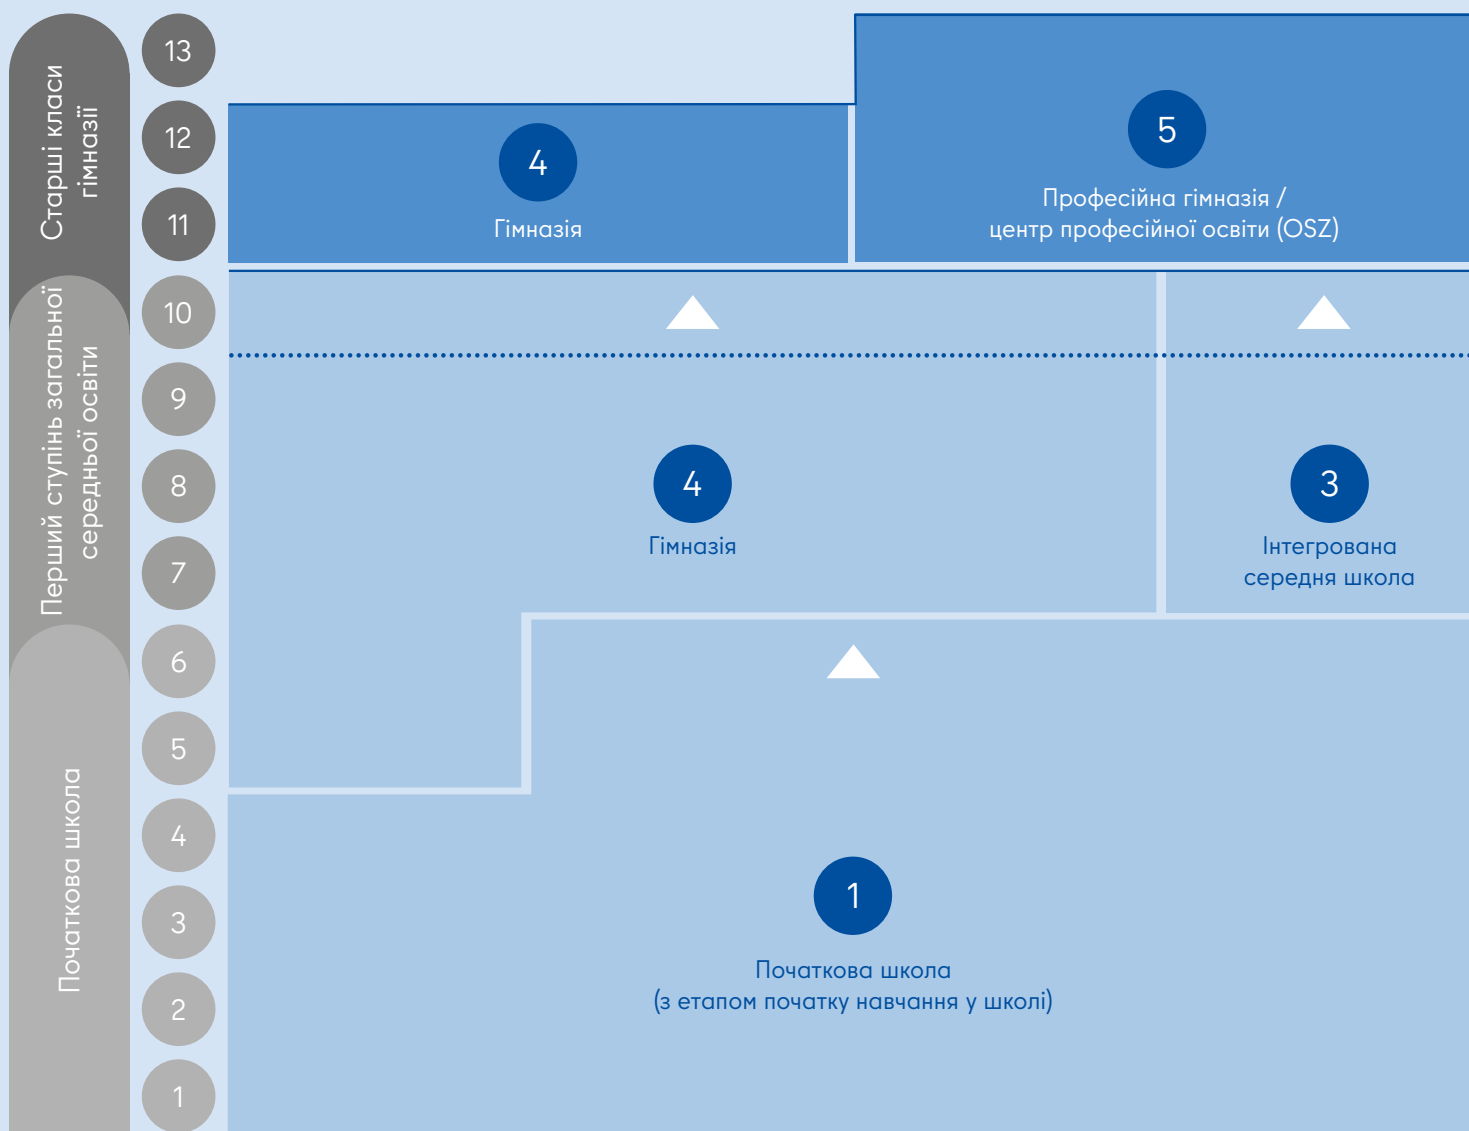 Старші класи
гімназії
Перший ступінь загальної
середньої освіти
Початкова школа
13
12
11
10
9
8
7
6
5
4
3
2
1
4
Гімназія
5
Професійна гімназія /
центр професійної освіти (OSZ)
4
Гімназія
3
Інтегрована
середня школа
1
Початкова школа
(з етапом початку навчання у школі)